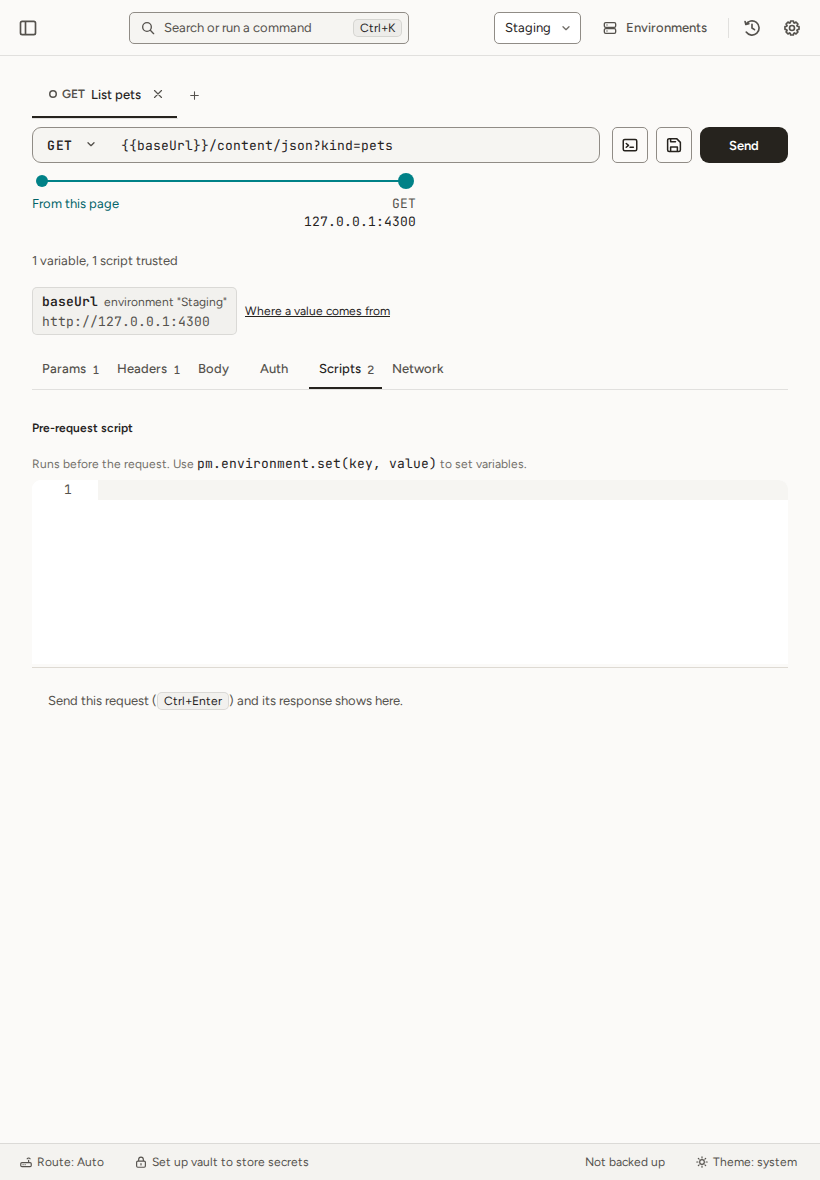 Search or run a command Ctrl+K Staging Environments
GET List pets
GET {{baseUrl}}/content/json?kind=pets Send
From this page GET
127.0.0.1:4300
1 variable, 1 script trusted
baseUrl environment "Staging"
http://127.0.0.1:4300
Where a value comes from
Params 1 Headers 1 Body Auth Scripts 2 Network
Pre-request script
Runs before the request. Use pm.environment.set(key, value) to set variables.
1
Send this request (Ctrl+Enter) and its response shows here.
Route: Auto Set up vault to store secrets Not backed up Theme: system